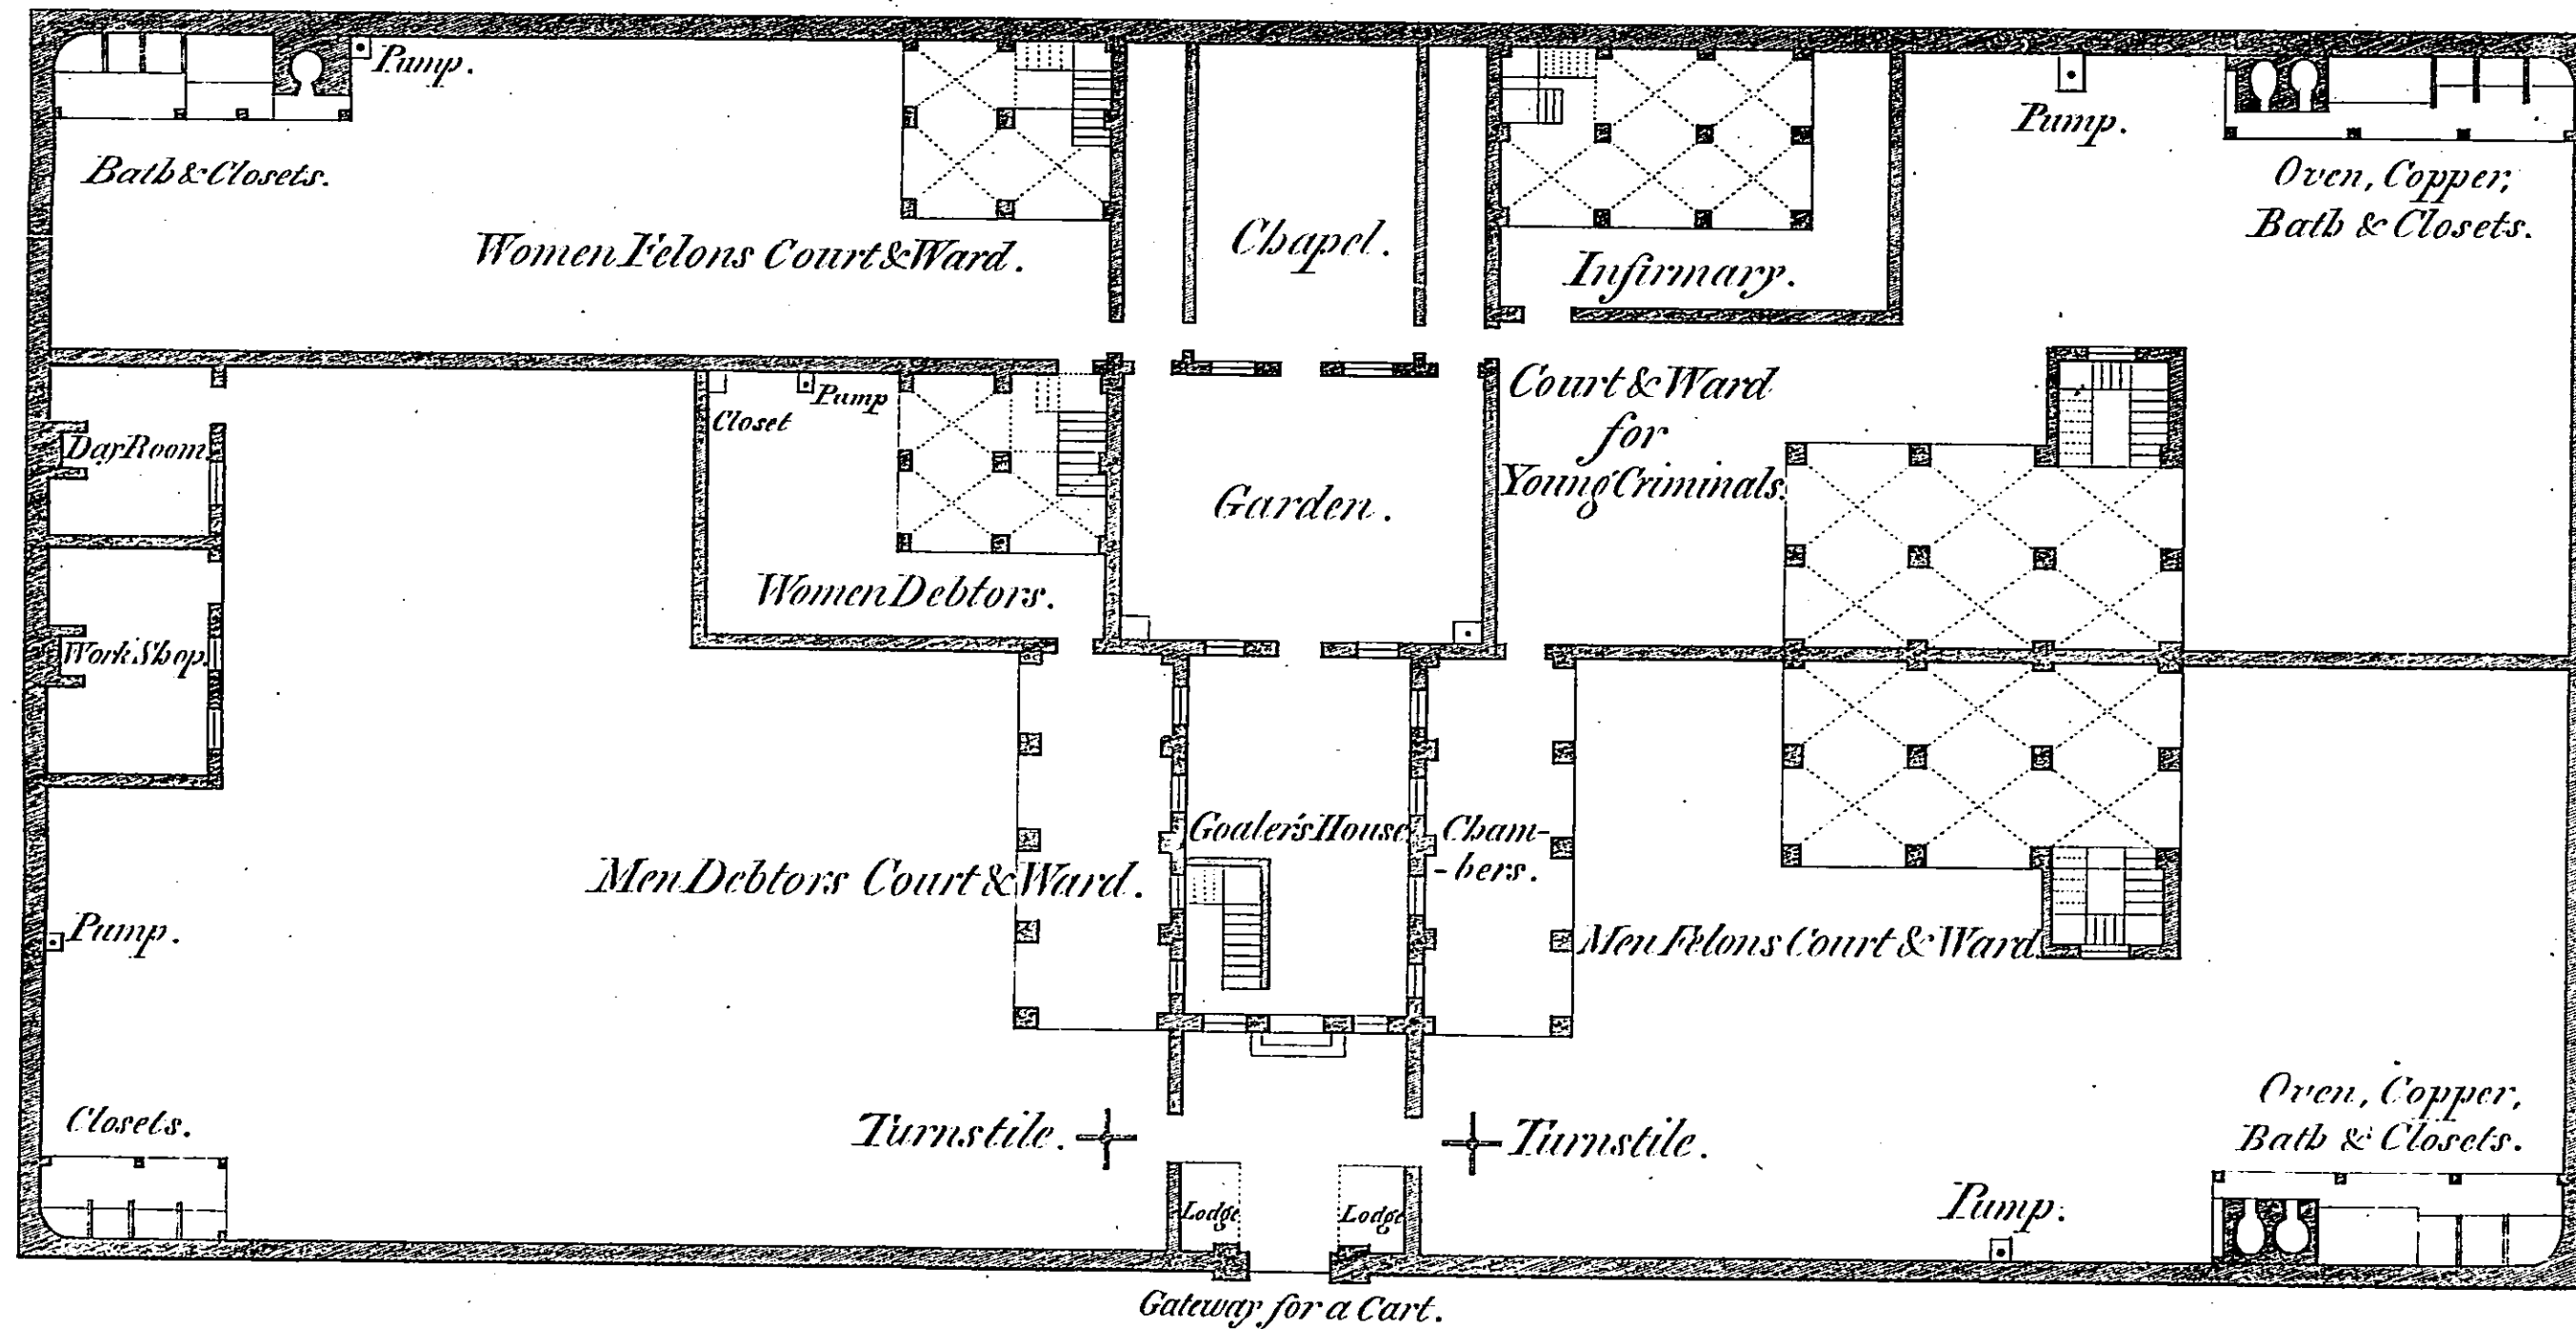 Pump.
Bath & Closets.
Women Felons Court & Ward.
Chapel.
Infirmary.
Pump.
Oven, Copper,
Bath & Closets.
Day Room.
Closet
Pump
Women Debtors.
Garden.
Court & Ward
for
Young Criminals.
Work Shop.
Men Debtors Court & Ward.
Goaler's House
Cham-
-bers.
Men Felons Court & Ward.
Pump.
Closets.
Turnstile.
Turnstile.
Oven, Copper,
Bath & Closets.
Lodge
Lodge
Pump.
Gateway for a Cart.